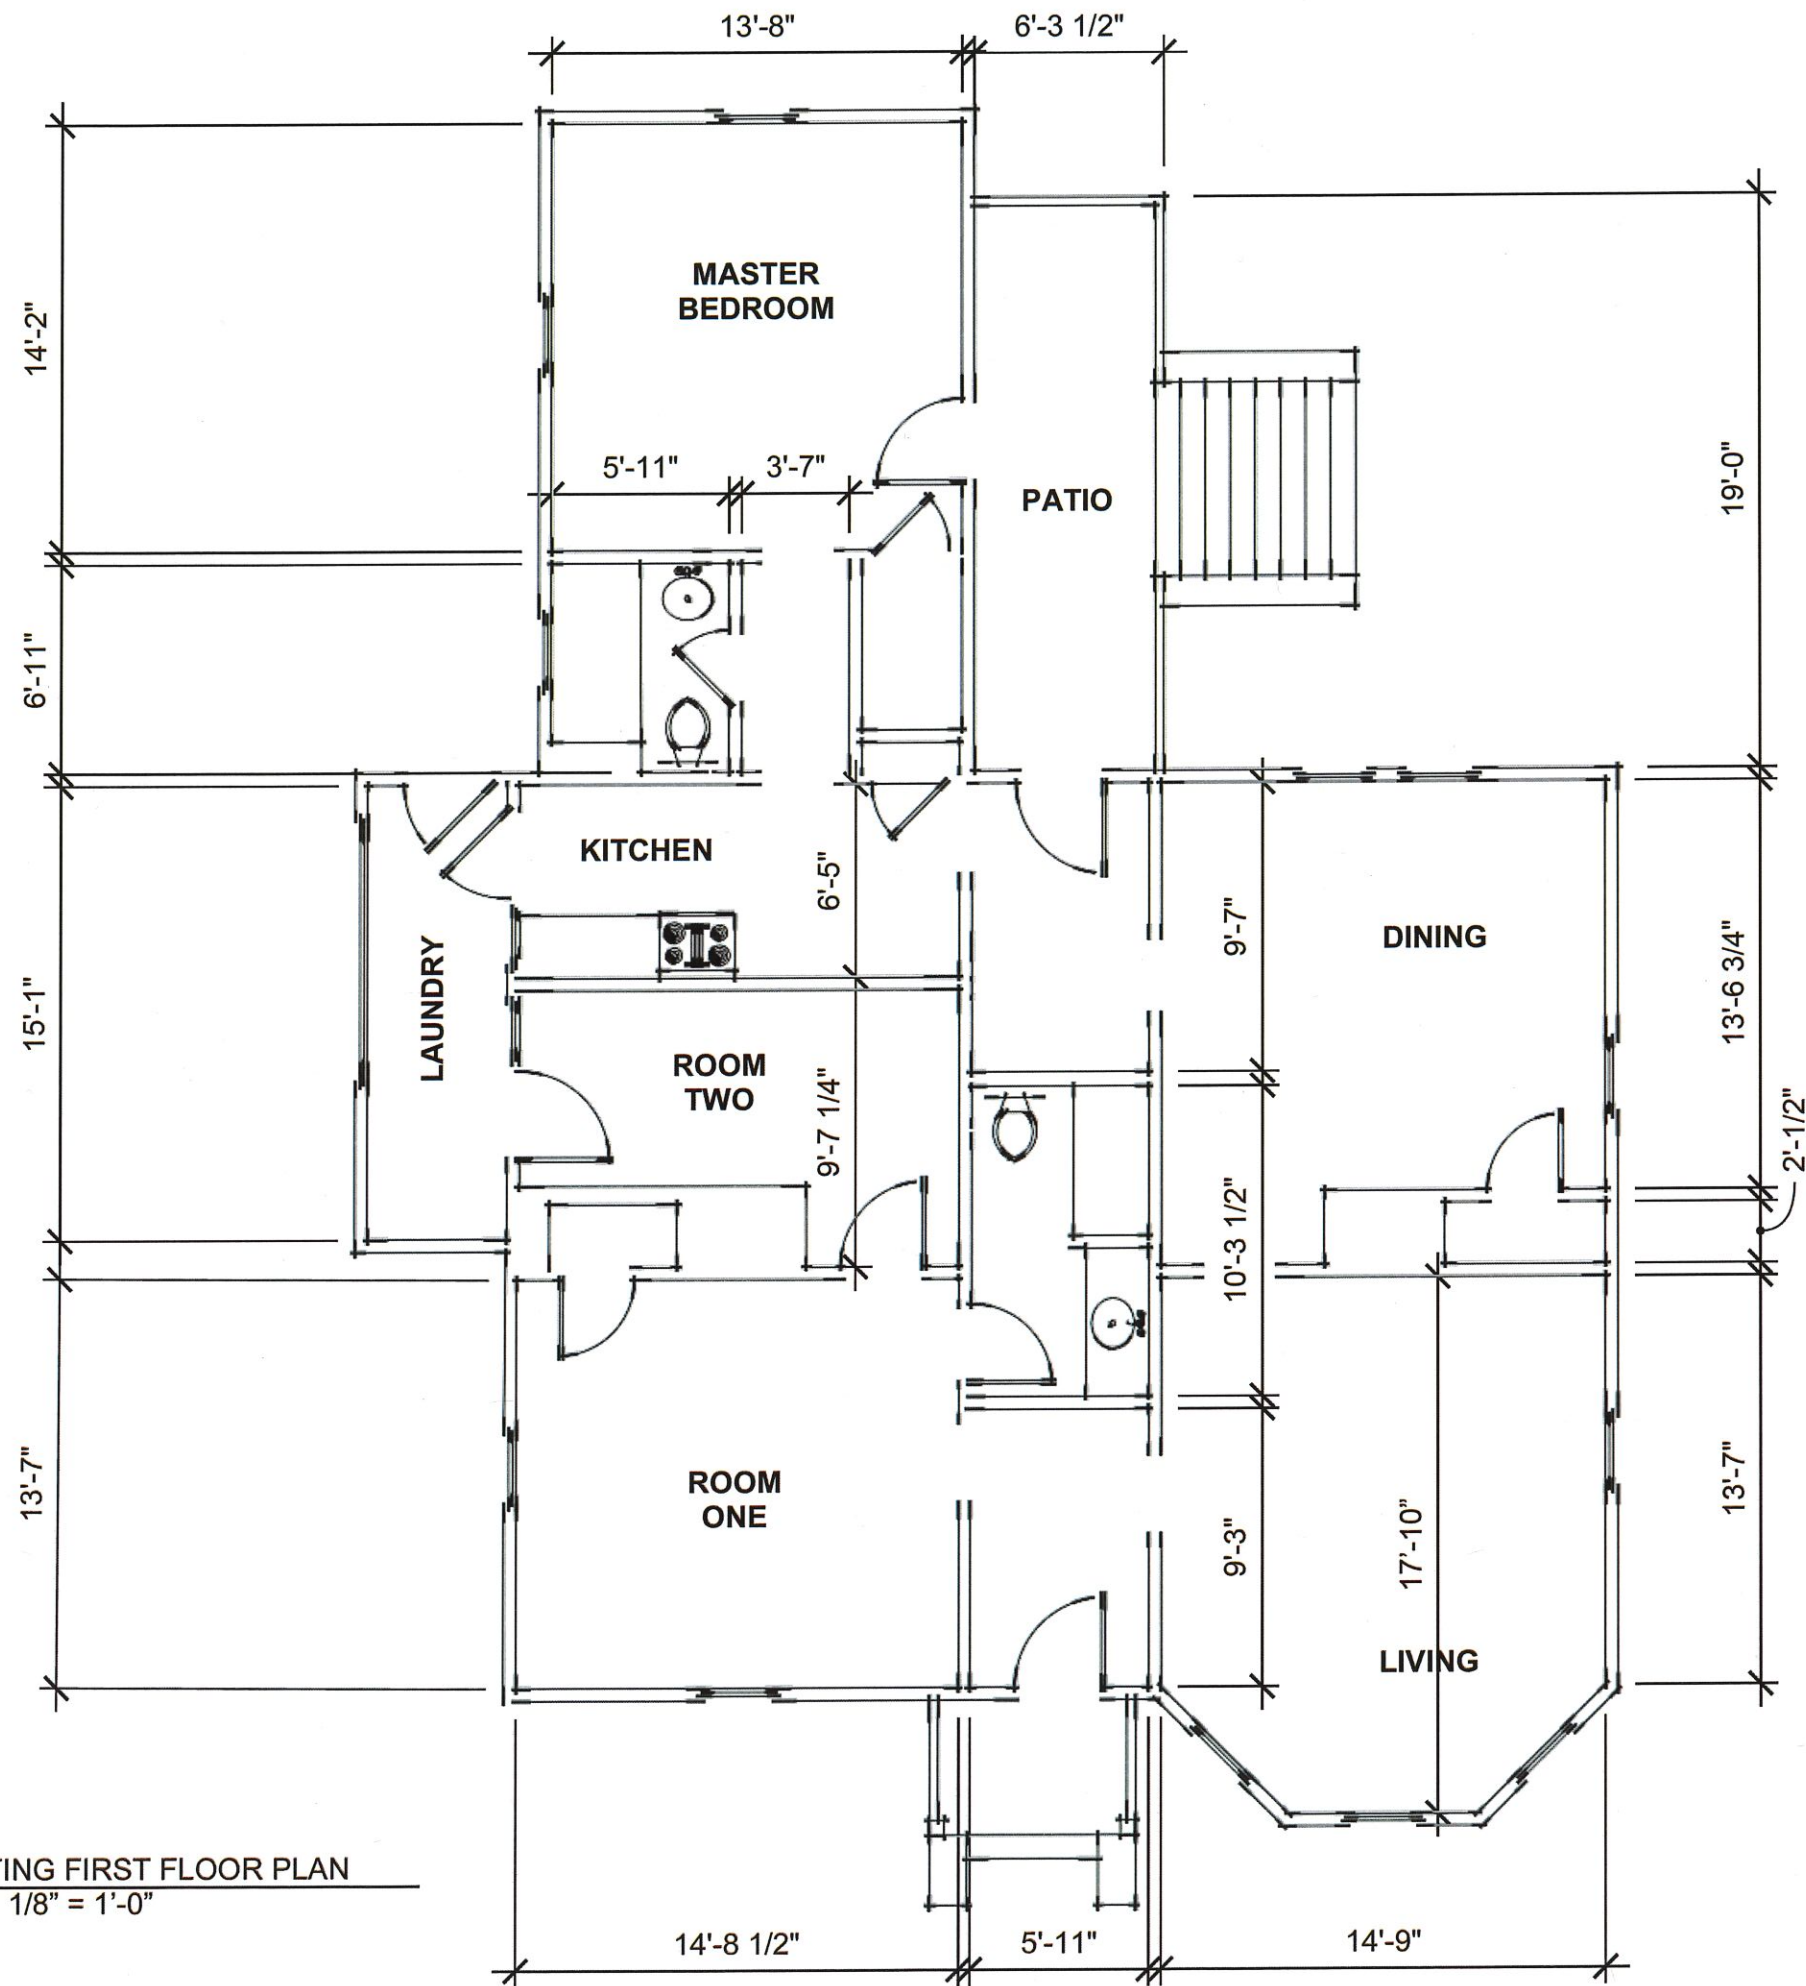 13'-8"
6'-3 1/2"
14'-2"
MASTER
BEDROOM
5'-11"
3'-7"
PATIO
19'-0"
6'-11"
KITCHEN
6'-5"
9'-7"
DINING
13'-6 3/4"
LAUNDRY
15'-1"
ROOM
TWO
9'-7 1/4"
2'-1/2"
10'-3 1/2"
13'-7"
ROOM
ONE
9'-3"
17'-10"
13'-7"
LIVING
TING FIRST FLOOR PLAN
1/8" = 1'-0"
14'-8 1/2"
5'-11"
14'-9"